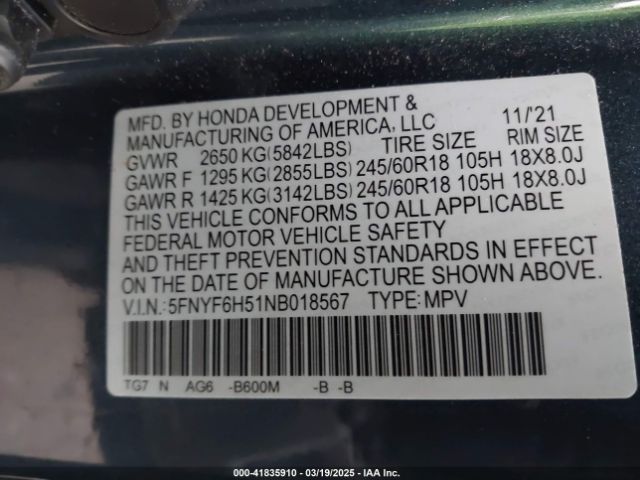 MFD. BY HONDA DEVELOPMENT &
MANUFACTURING OF AMERICA, LLC 11/'21
GVWR 2650 KG(5842LBS) TIRE SIZE RIM SIZE
GAWR F 1295 KG(2855LBS) 245/60R18 105H 18X8.0J
GAWR R 1425 KG(3142LBS) 245/60R18 105H 18X8.0J
THIS VEHICLE CONFORMS TO ALL APPLICABLE
FEDERAL MOTOR VEHICLE SAFETY
AND THEFT PREVENTION STANDARDS IN EFFECT
ON THE DATE OF MANUFACTURE SHOWN ABOVE.
V.I.N.:5FNYF6H51NB018567 TYPE:MPV
TG7 N AG6 -B600M -B -B
000-41835910 - 03/19/2025 - IAA Inc.